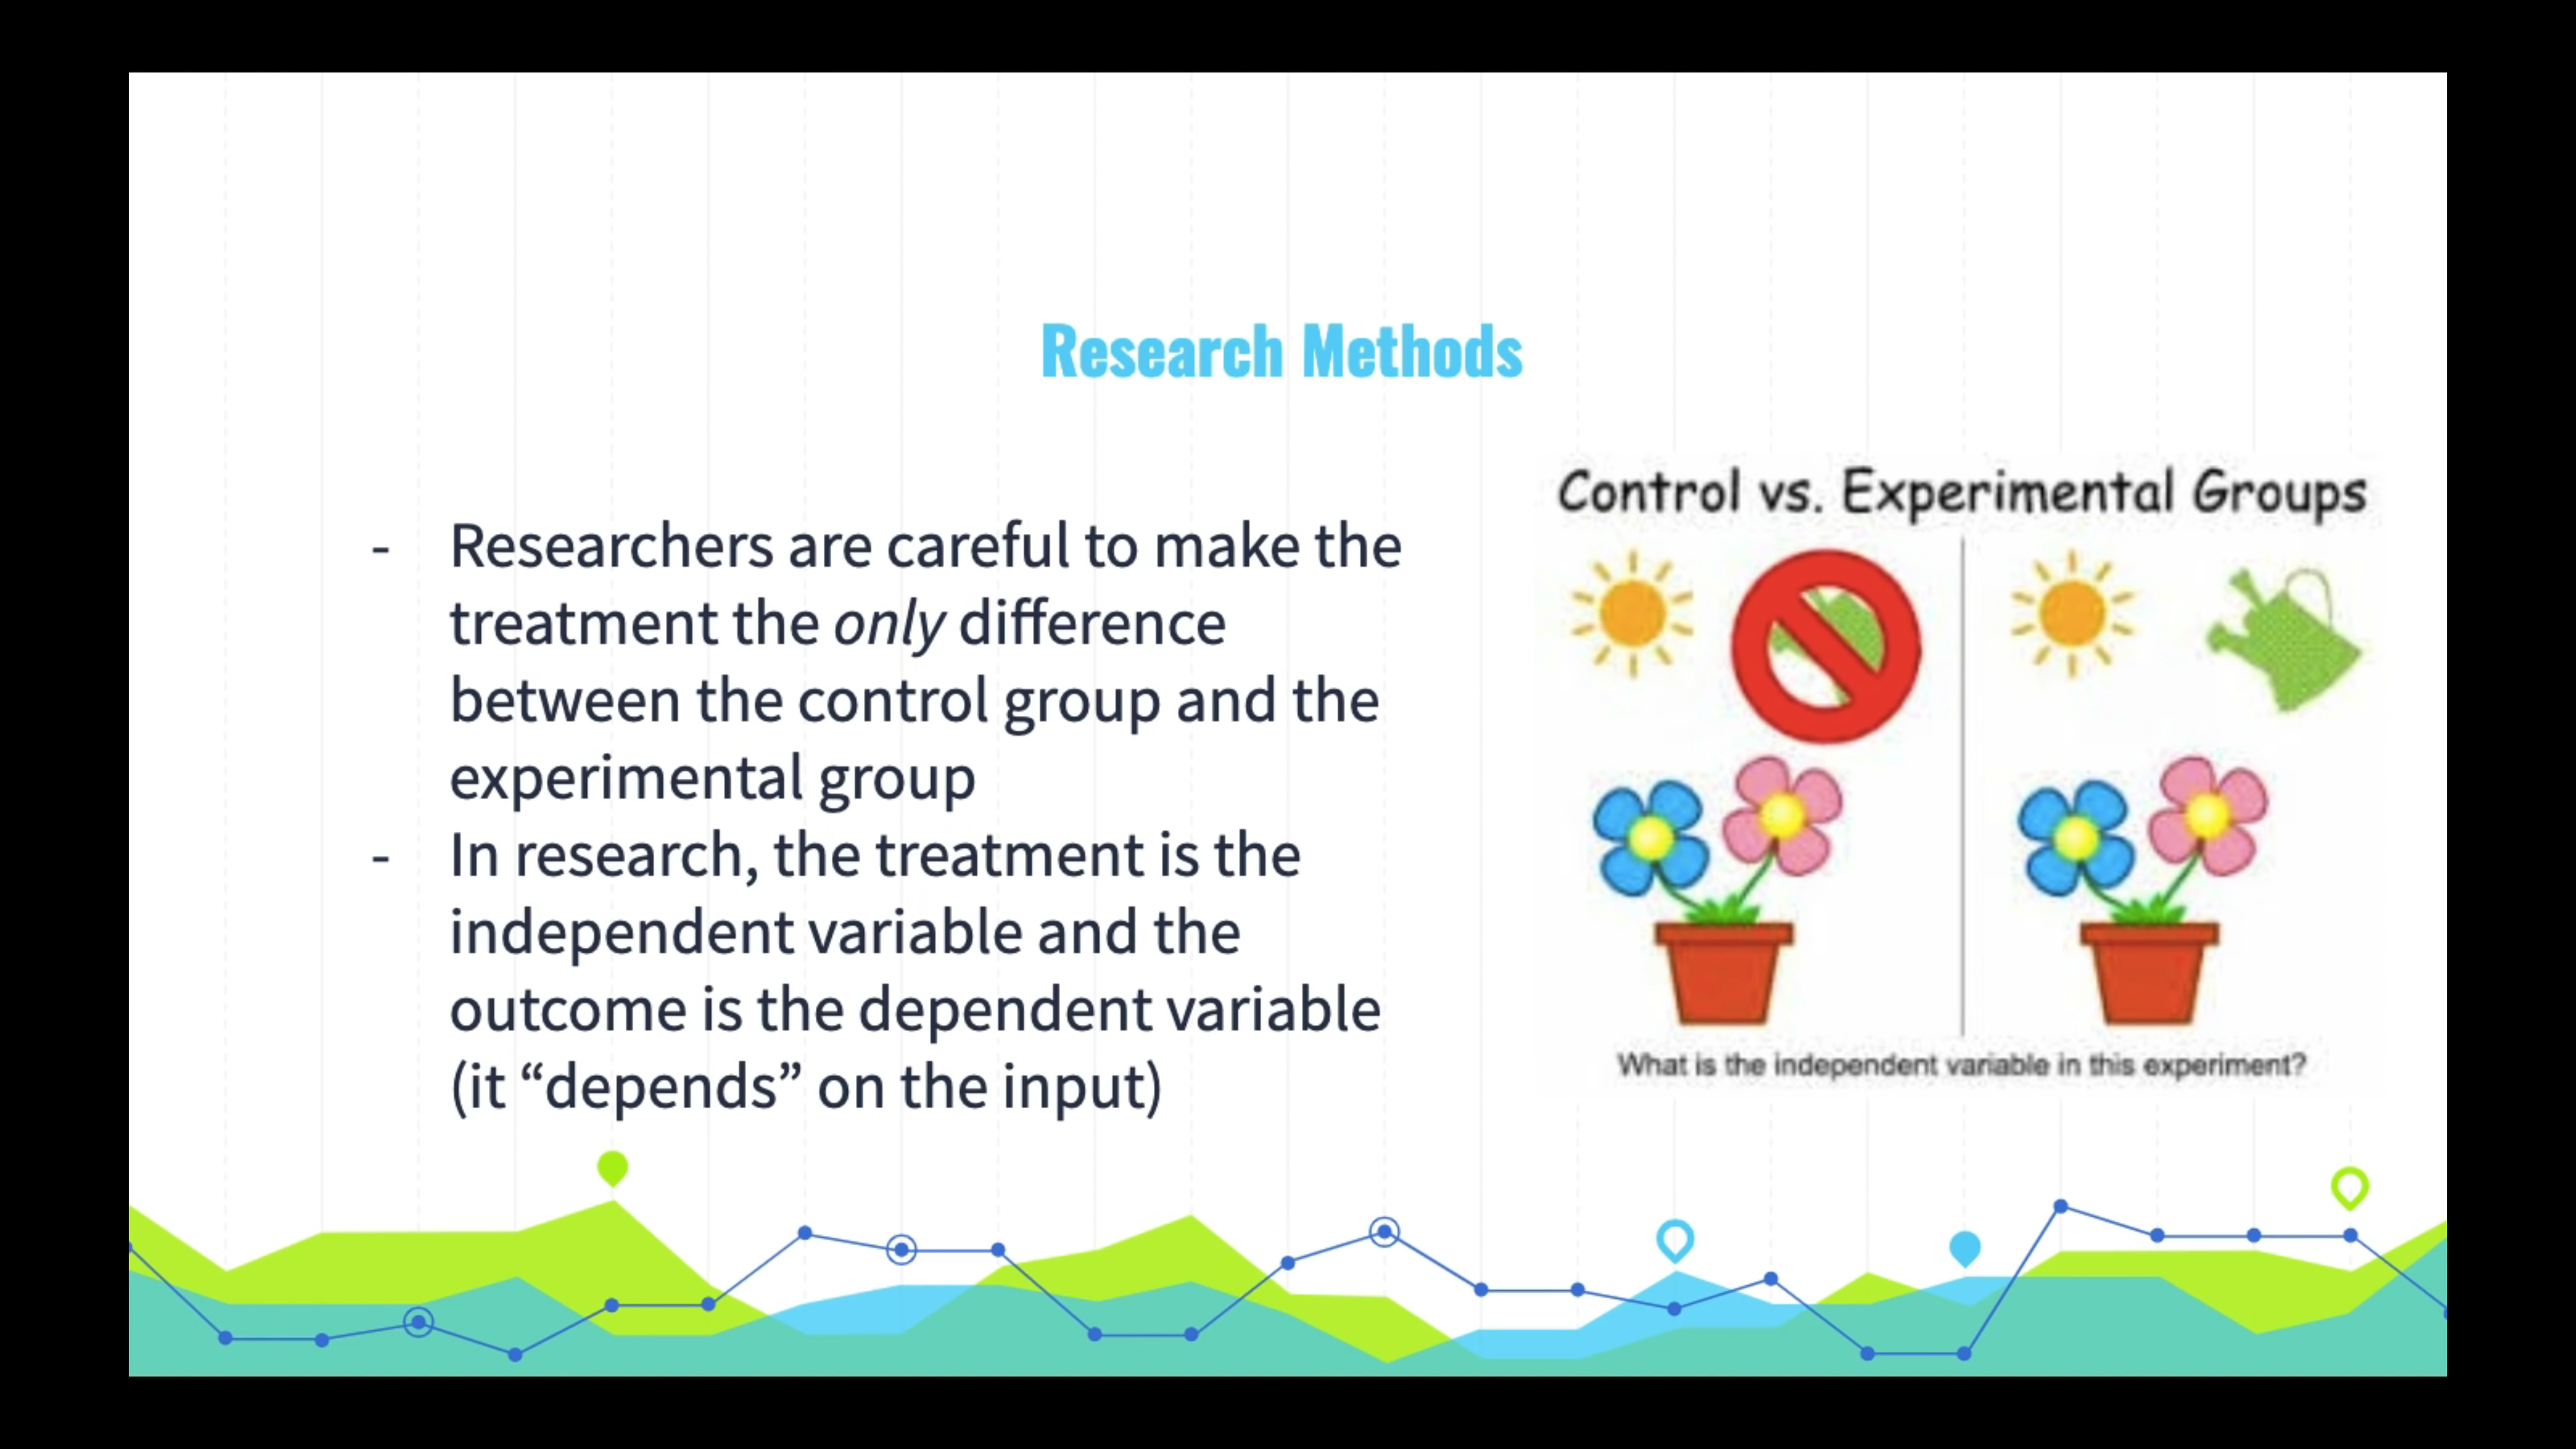 Research Methods
- Researchers are careful to make the
treatment the only difference
between the control group and the
experimental group
- In research, the treatment is the
independent variable and the
outcome is the dependent variable
(it “depends” on the input)
Control vs. Experimental Groups
What is the independent variable in this experiment?